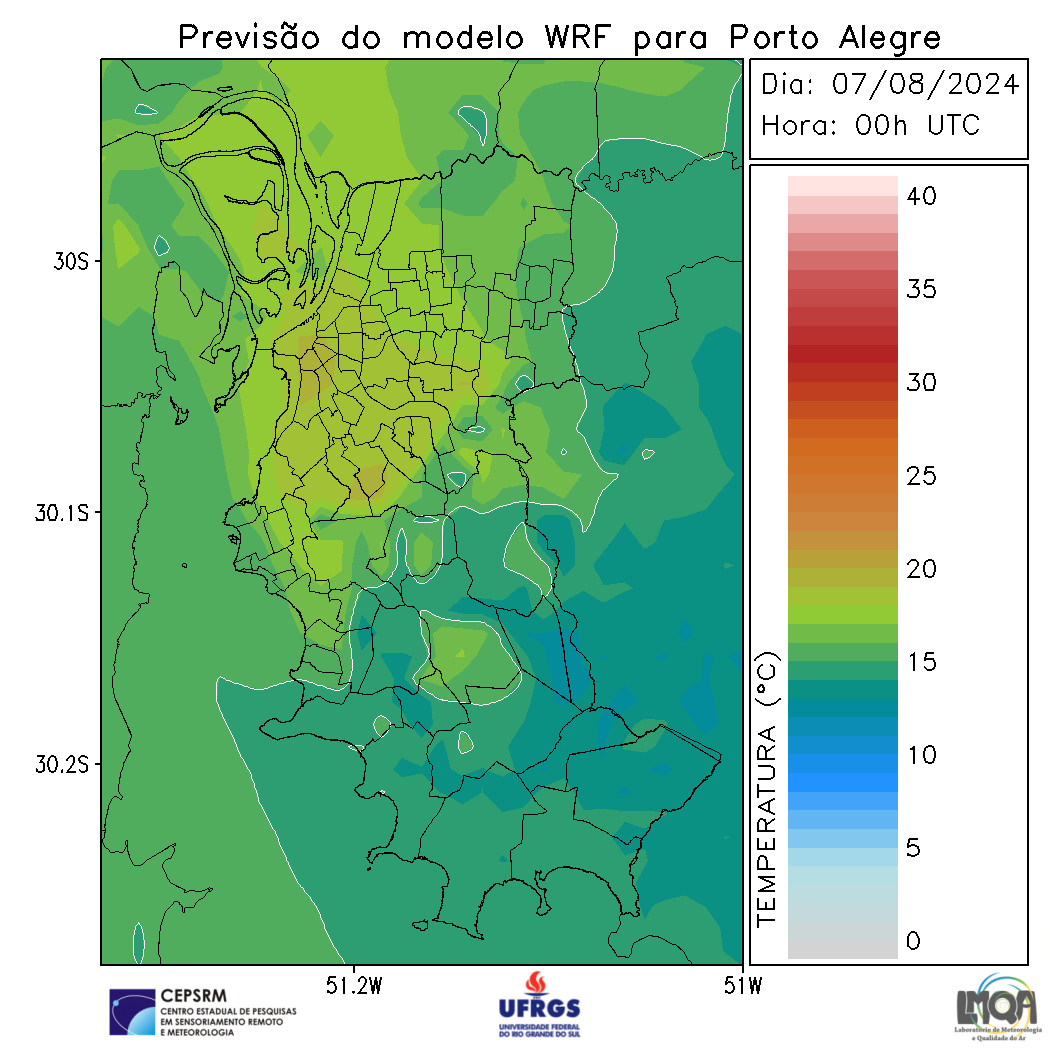 Previsão do modelo WRF para Porto Alegre
Dia: 07/08/2024
Hora: 00h UTC
40
35
30
25
20
15
10
5
0
TEMPERATURA (°C)
30S
30.1S
30.2S
51.2W
51W
CEPSRM
CENTRO ESTADUAL DE PESQUISAS
EM SENSORIAMENTO REMOTO
E METEOROLOGIA
UFRGS
UNIVERSIDADE FEDERAL
DO RIO GRANDE DO SUL
LMQA
Laboratório de Meteorologia
e Qualidade do Ar